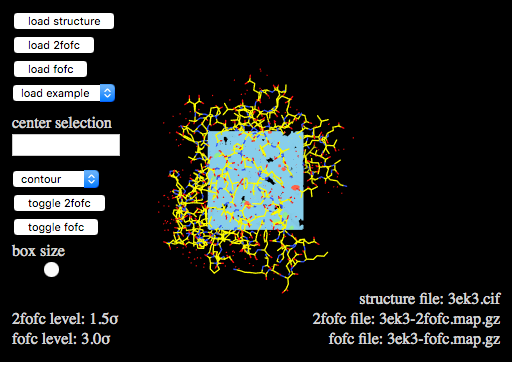 load structure
load 2fofc
load fofc
load example
center selection
contour
toggle 2fofc
toggle fofc
box size
2fofc level: 1.5σ
fofc level: 3.0σ
structure file: 3ek3.cif
2fofc file: 3ek3-2fofc.map.gz
fofc file: 3ek3-fofc.map.gz